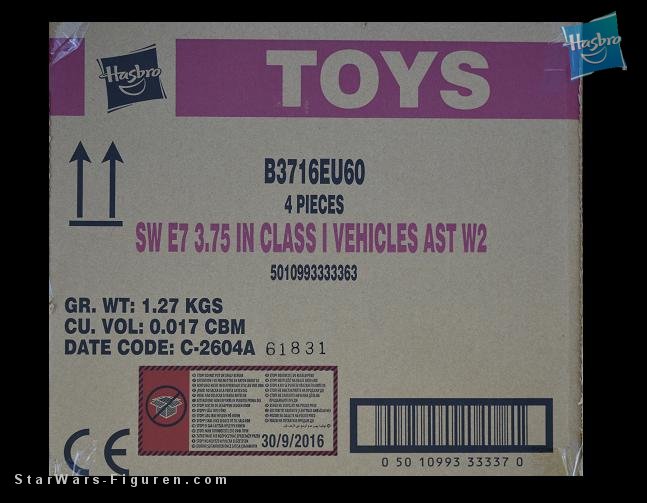 Hasbro
TOYS
Hasbro
B3716EU60
4 PIECES
SW E7 3.75 IN CLASS I VEHICLES AST W2
5010993333363
GR. WT: 1.27 KGS
CU. VOL: 0.017 CBM
DATE CODE: C-2604A 61831
30/9/2016
CE
0 50 10993 33337 0
StarWars-Figuren.com